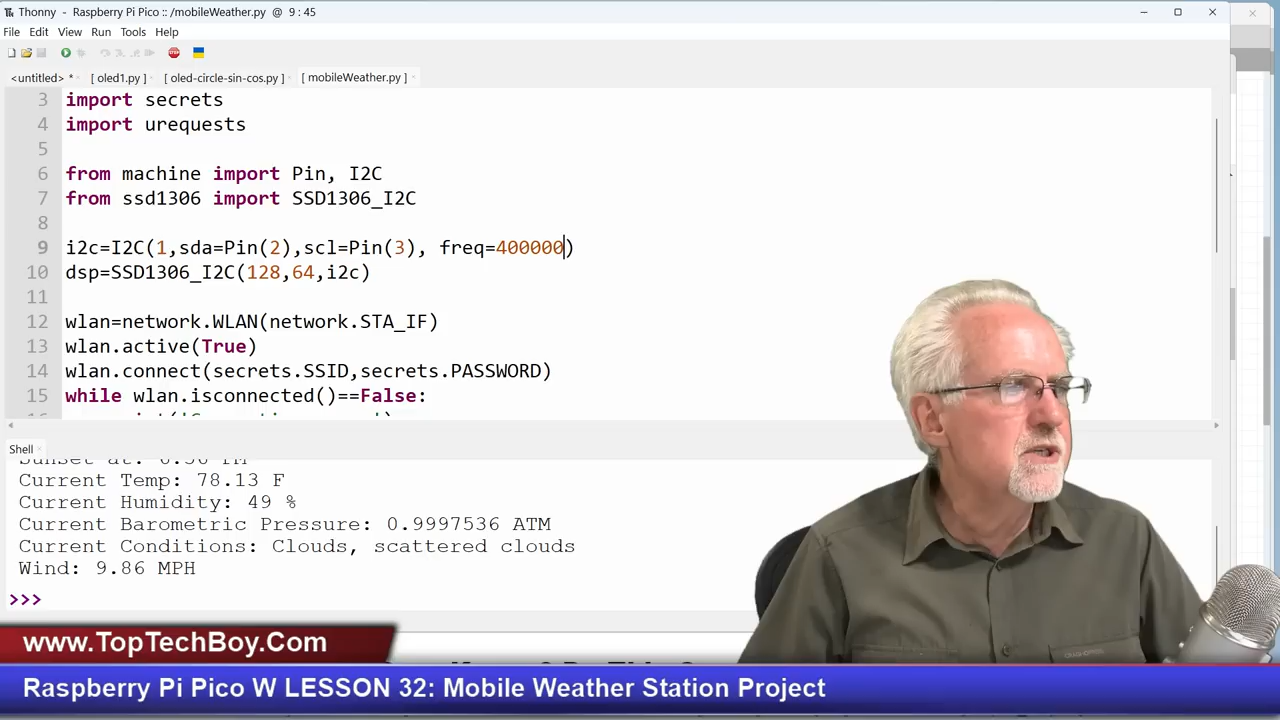 Thonny - Raspberry Pi Pico :: /mobileWeather.py @ 9 : 45
File Edit View Run Tools Help
<untitled> * [ oled1.py ] [ oled-circle-sin-cos.py ] [ mobileWeather.py ]
3 import secrets
4 import urequests
5
6 from machine import Pin, I2C
7 from ssd1306 import SSD1306_I2C
8
9 i2c=I2C(1,sda=Pin(2),scl=Pin(3), freq=400000)
10 dsp=SSD1306_I2C(128,64,i2c)
11
12 wlan=network.WLAN(network.STA_IF)
13 wlan.active(True)
14 wlan.connect(secrets.SSID,secrets.PASSWORD)
15 while wlan.isconnected()==False:
Shell
Current Temp: 78.13 F
Current Humidity: 49 %
Current Barometric Pressure: 0.9997536 ATM
Current Conditions: Clouds, scattered clouds
Wind: 9.86 MPH
>>>
www.TopTechBoy.Com
Raspberry Pi Pico W LESSON 32: Mobile Weather Station Project